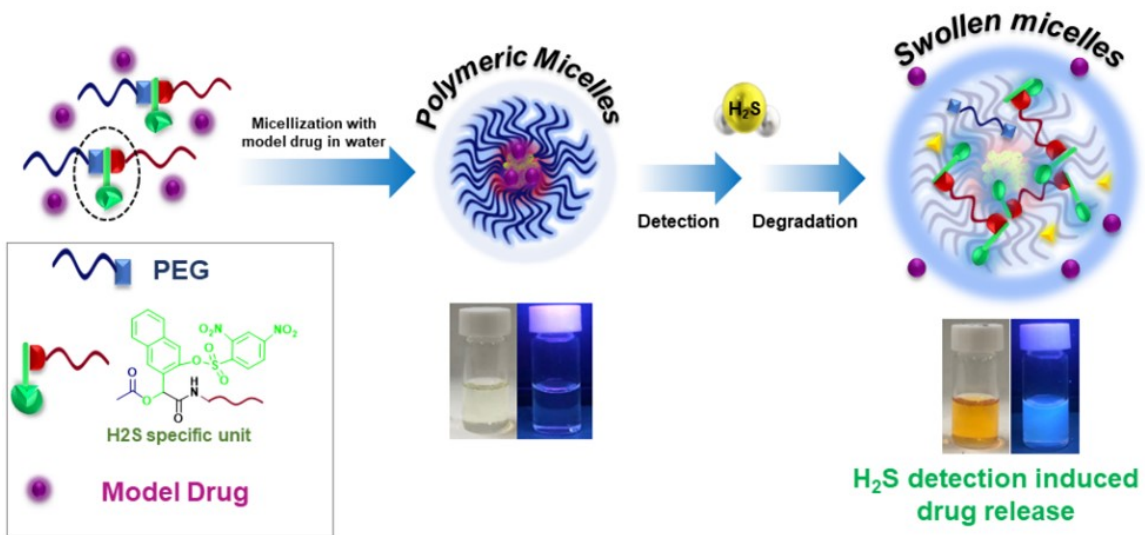 Micellization with
model drug in water
Polymeric Micelles
H₂S
Detection
Degradation
Swollen micelles
PEG
NO₂
NO₂
O
S
O
O
O
O
H
N
O
H2S specific unit
Model Drug
H₂S detection induced
drug release